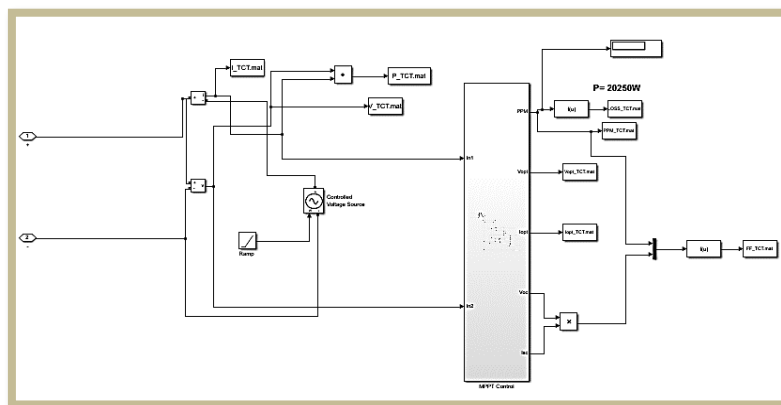 I_TCT.mat
P_TCT.mat
V_TCT.mat
P= 20250W
PPM
f(u)
LOSS_TCT.mat
PPM_TCT.mat
1
+
In1
Vopt
Vopt_TCT.mat
Controlled
Voltage Source
2
-
Ramp
Iopt
Iopt_TCT.mat
f(u)
FF_TCT.mat
In2
Voc
Isc
MPPT Control